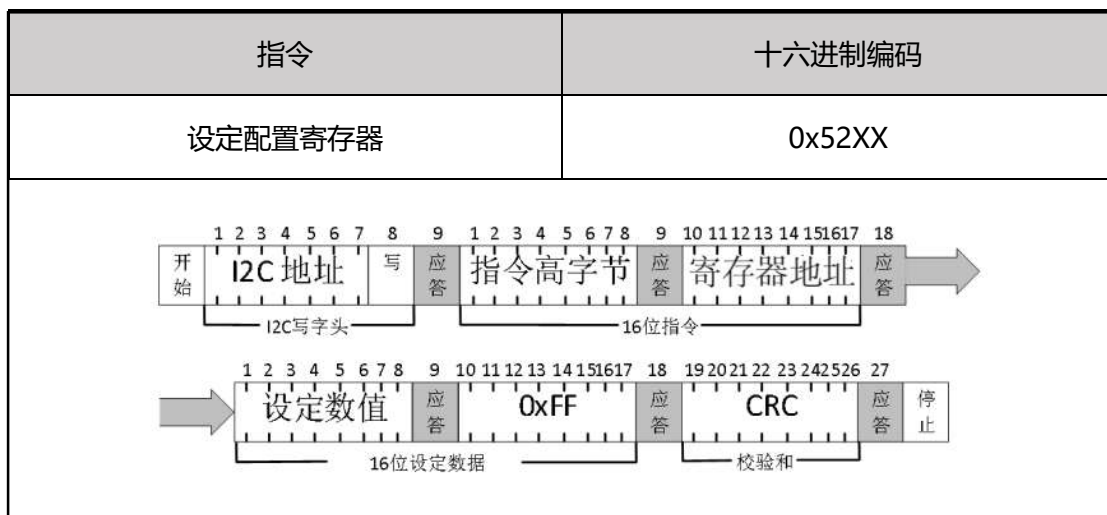 指令 十六进制编码
设定配置寄存器 0x52XX
1 2 3 4 5 6 7 8 9 1 2 3 4 5 6 7 8 9 10 11 12 13 14 15 16 17 18
开始 I2C 地址 写 应答 指令高字节 应答 寄存器地址 应答
I2C写字头 16位指令
1 2 3 4 5 6 7 8 9 10 11 12 13 14 15 16 17 18 19 20 21 22 23 24 25 26 27
设定数值 应答 0xFF 应答 CRC 应答 停止
16位设定数据 校验和